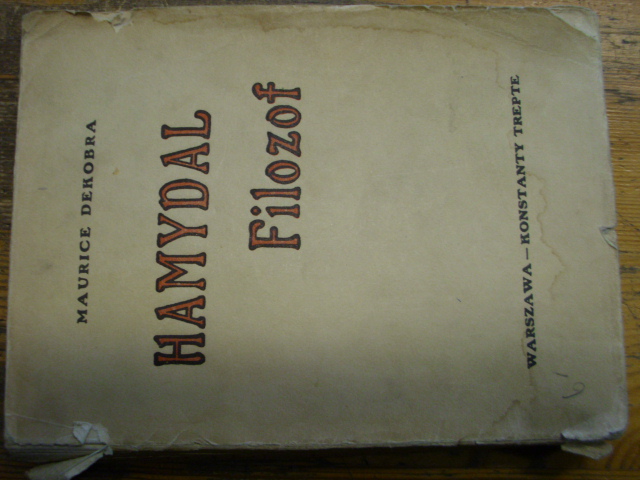 MAURICE DEKOBRA
HAMYDAL
Filozof
WARSZAWA — KONSTANTY TREPTE